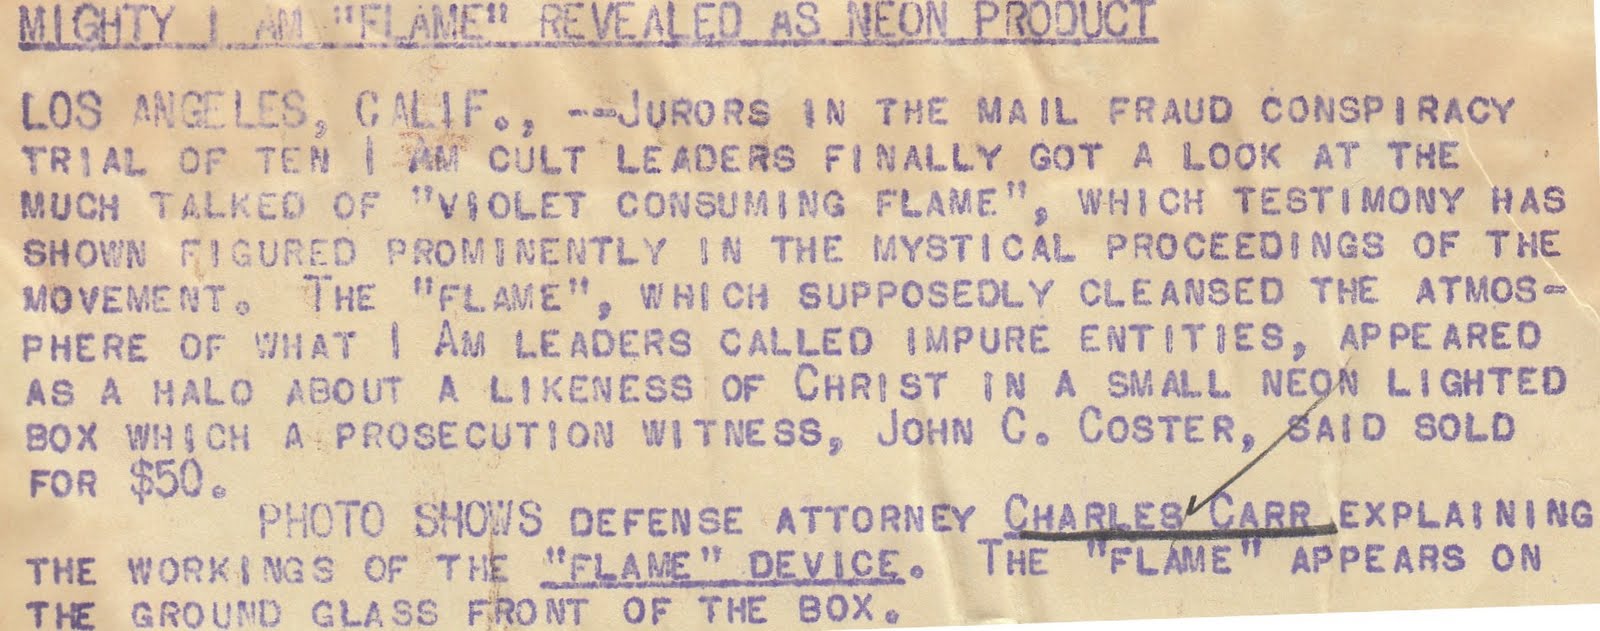 MIGHTY I AM "FLAME" REVEALED AS NEON PRODUCT
LOS ANGELES, CALIF., --JURORS IN THE MAIL FRAUD CONSPIRACY
TRIAL OF TEN I AM CULT LEADERS FINALLY GOT A LOOK AT THE
MUCH TALKED OF "VIOLET CONSUMING FLAME", WHICH TESTIMONY HAS
SHOWN FIGURED PROMINENTLY IN THE MYSTICAL PROCEEDINGS OF THE
MOVEMENT. THE "FLAME", WHICH SUPPOSEDLY CLEANSED THE ATMOS-
PHERE OF WHAT I AM LEADERS CALLED IMPURE ENTITIES, APPEARED
AS A HALO ABOUT A LIKENESS OF CHRIST IN A SMALL NEON LIGHTED
BOX WHICH A PROSECUTION WITNESS, JOHN C. COSTER, SAID SOLD
FOR $50.
PHOTO SHOWS DEFENSE ATTORNEY CHARLES CARR EXPLAINING
THE WORKINGS OF THE "FLAME" DEVICE. THE "FLAME" APPEARS ON
THE GROUND GLASS FRONT OF THE BOX.